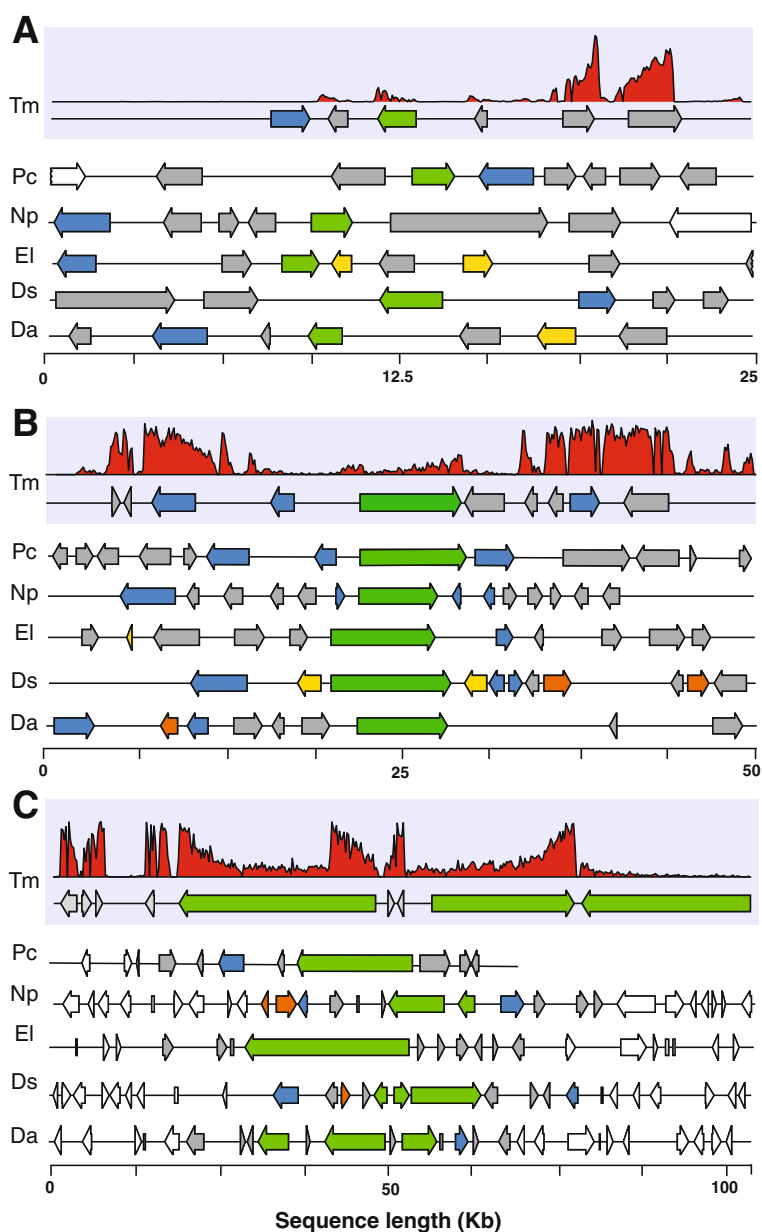 A
Tm
Pc
Np
El
Ds
Da
0 12.5 25
B
Tm
Pc
Np
El
Ds
Da
0 25 50
C
Tm
Pc
Np
El
Ds
Da
0 50 100
Sequence length (Kb)